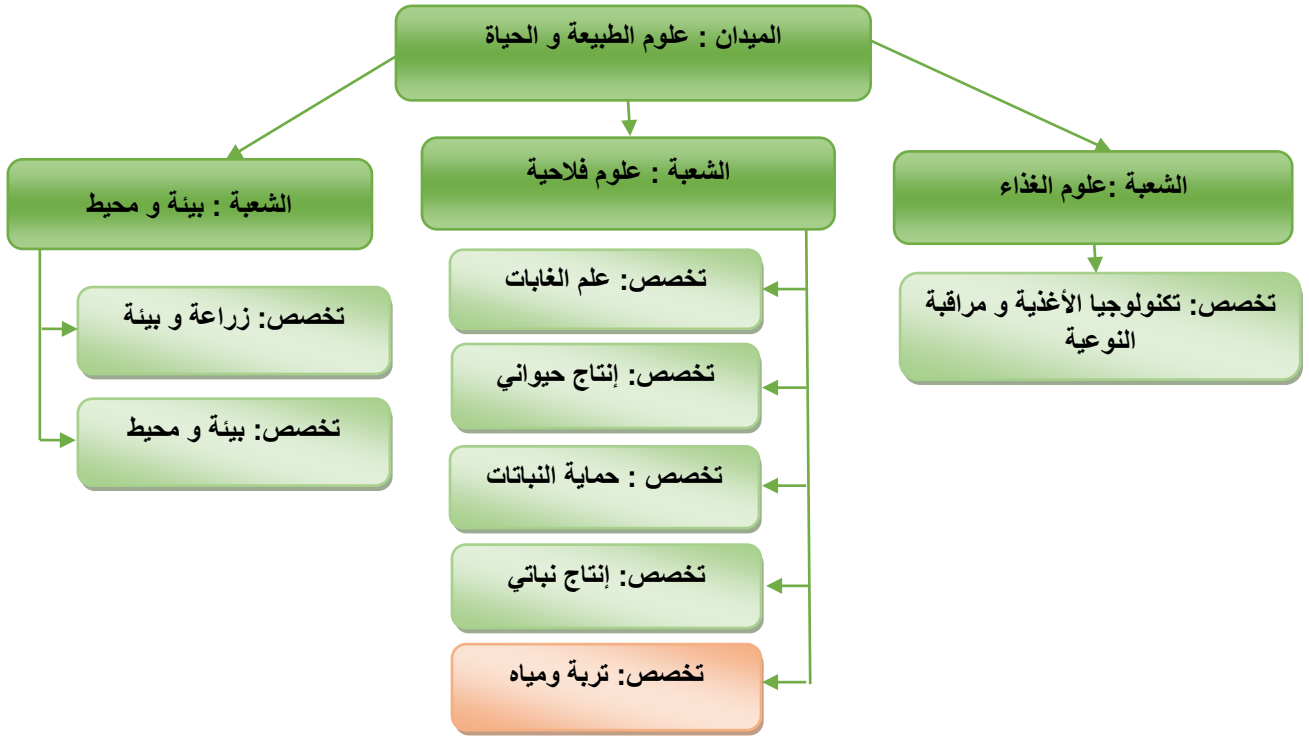 الميدان : علوم الطبيعة و الحياة
الشعبة :علوم الغذاء
تخصص: تكنولوجيا الأغذية و مراقبة
النوعية
الشعبة : علوم فلاحية
تخصص: علم الغابات
تخصص: إنتاج حيواني
تخصص : حماية النباتات
تخصص: إنتاج نباتي
تخصص: تربة ومياه
الشعبة : بيئة و محيط
تخصص: زراعة و بيئة
تخصص: بيئة و محيط